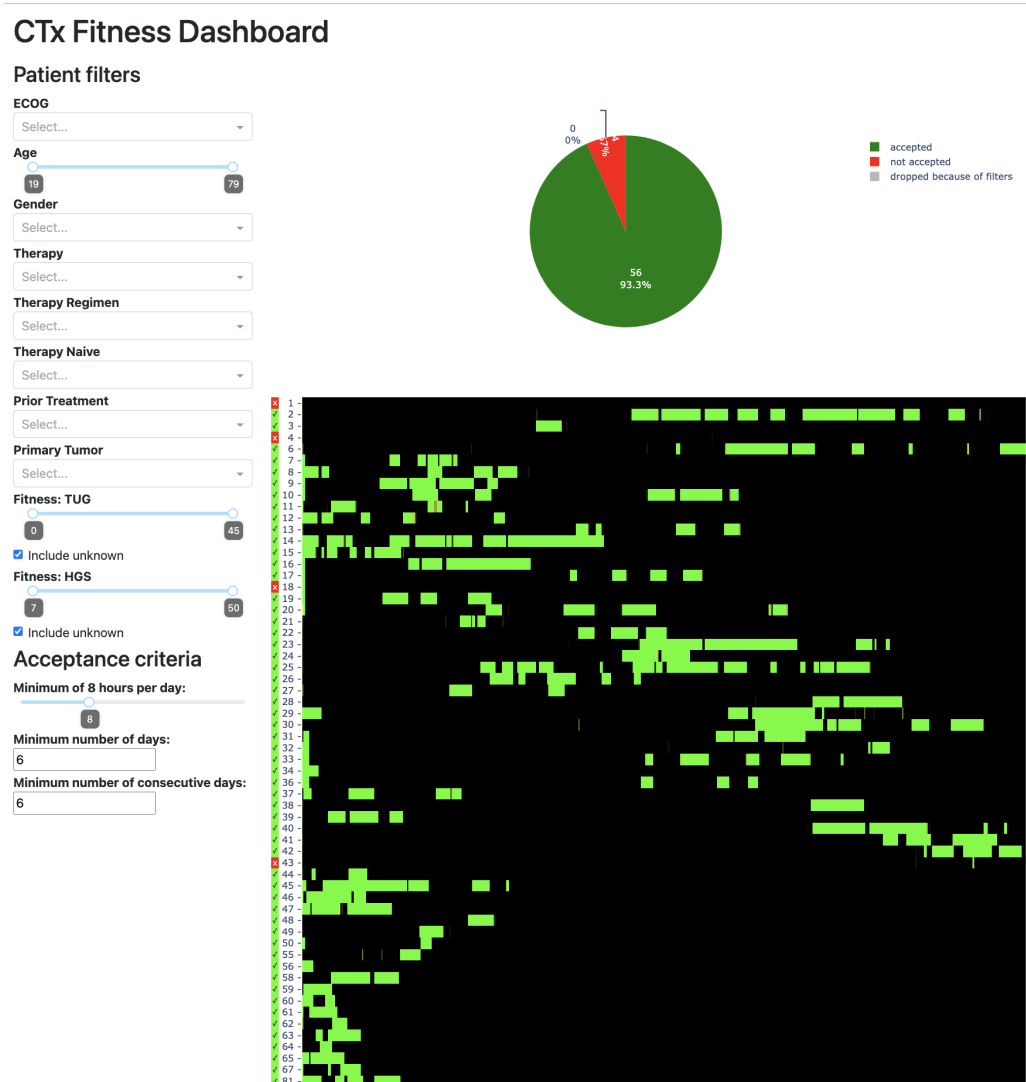 CTx Fitness Dashboard
Patient filters
ECOG
Select...
Age
19
79
Gender
Select...
Therapy
Select...
Therapy Regimen
Select...
Therapy Naive
Select...
Prior Treatment
Select...
Primary Tumor
Select...
Fitness: TUG
0
45
Include unknown
Fitness: HGS
7
50
Include unknown
Acceptance criteria
Minimum of 8 hours per day:
8
Minimum number of days:
6
Minimum number of consecutive days:
6
0
0%
4
56
93.3%
accepted
not accepted
dropped because of filters
x 1 -
✓ 2 -
✓ 3 -
x 4 -
✓ 6 -
✓ 7 -
✓ 8 -
✓ 9 -
✓ 10 -
✓ 11 -
✓ 12 -
✓ 13 -
✓ 14 -
✓ 15 -
✓ 16 -
✓ 17 -
x 18 -
✓ 19 -
✓ 20 -
✓ 21 -
✓ 22 -
✓ 23 -
✓ 24 -
✓ 25 -
✓ 26 -
✓ 27 -
✓ 28 -
✓ 29 -
✓ 30 -
✓ 31 -
✓ 32 -
✓ 33 -
✓ 34 -
✓ 36 -
✓ 37 -
✓ 38 -
✓ 39 -
✓ 40 -
✓ 41 -
✓ 42 -
x 43 -
✓ 44 -
✓ 45 -
✓ 46 -
✓ 47 -
✓ 48 -
✓ 49 -
✓ 50 -
✓ 55 -
✓ 56 -
✓ 58 -
✓ 59 -
✓ 60 -
✓ 61 -
✓ 62 -
✓ 63 -
✓ 64 -
✓ 65 -
✓ 67 -
✓ 81 -